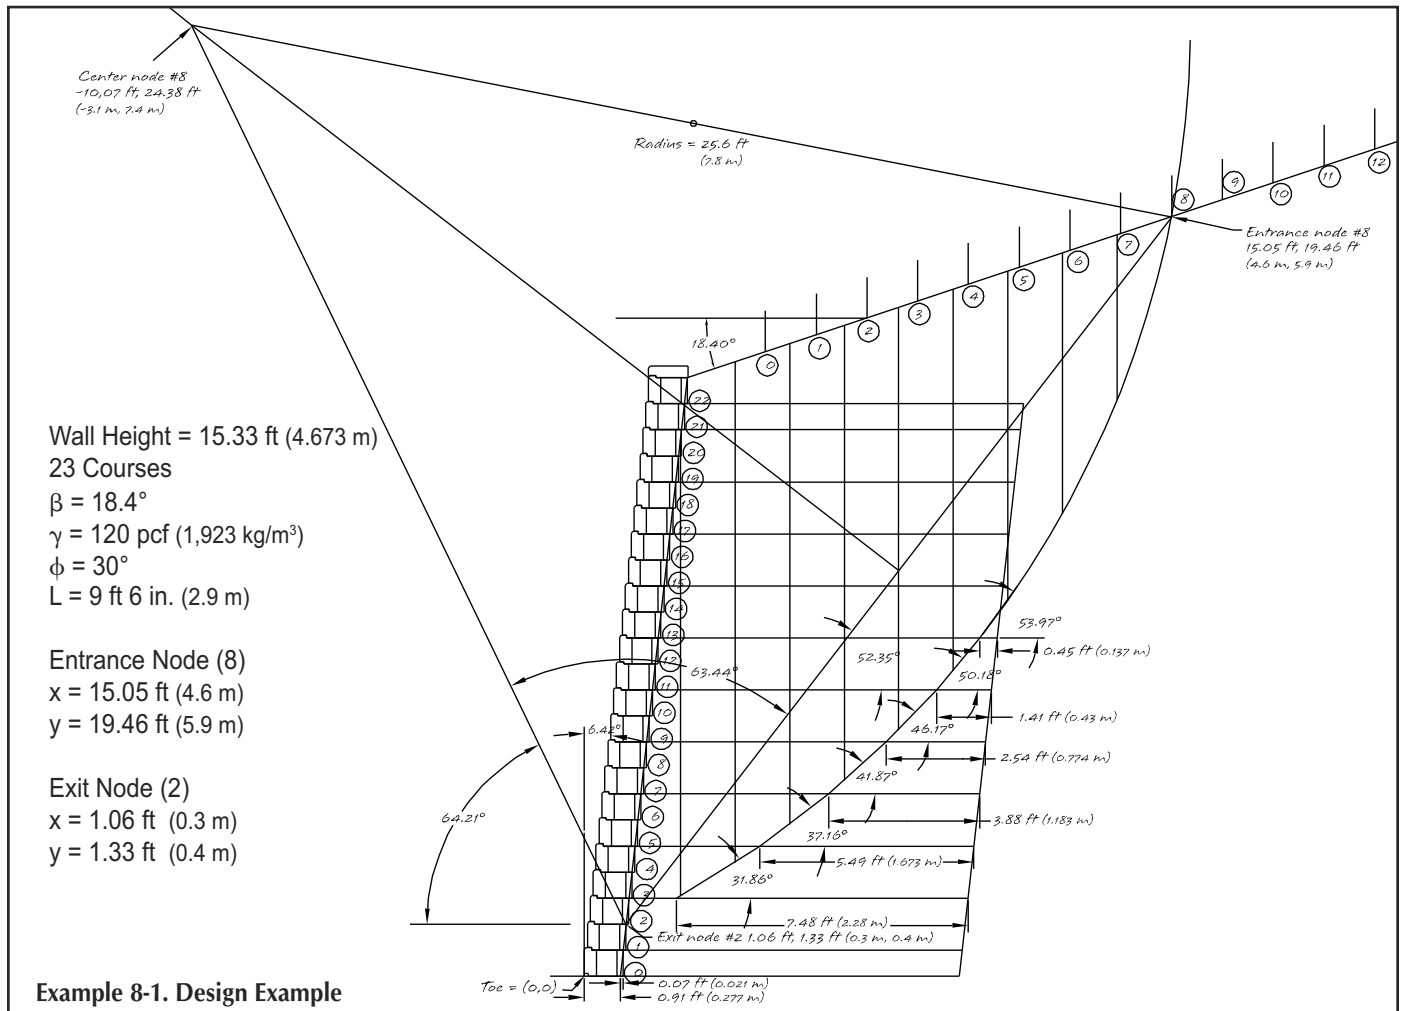 Center node #8
-10,07 ft, 24.38 ft
(-3.1 m, 7.4 m)
Radius = 25.6 ft
(7.8 m)
12
11
10
9
8
Entrance node #8
15.05 ft, 19.46 ft
(4.6 m, 5.9 m)
7
6
5
4
3
2
1
0
18.40°
Wall Height = 15.33 ft (4.673 m)
23 Courses
β = 18.4°
γ = 120 pcf (1,923 kg/m³)
ϕ = 30°
L = 9 ft 6 in. (2.9 m)
Entrance Node (8)
x = 15.05 ft (4.6 m)
y = 19.46 ft (5.9 m)
Exit Node (2)
x = 1.06 ft (0.3 m)
y = 1.33 ft (0.4 m)
22
21
20
19
18
17
16
15
14
13
12
11
10
9
8
7
6
5
4
3
2
1
0
53.97°
0.45 ft (0.137 m)
52.35°
50.18°
63.44°
1.41 ft (0.43 m)
46.17°
6.42°
2.54 ft (0.774 m)
41.87°
64.21°
3.88 ft (1.183 m)
37.16°
5.49 ft (1.673 m)
31.86°
7.48 ft (2.28 m)
Exit node #2 1.06 ft, 1.33 ft (0.3 m, 0.4 m)
Toe = (0,0)
0.07 ft (0.021 m)
0.91 ft (0.277 m)
Example 8-1. Design Example